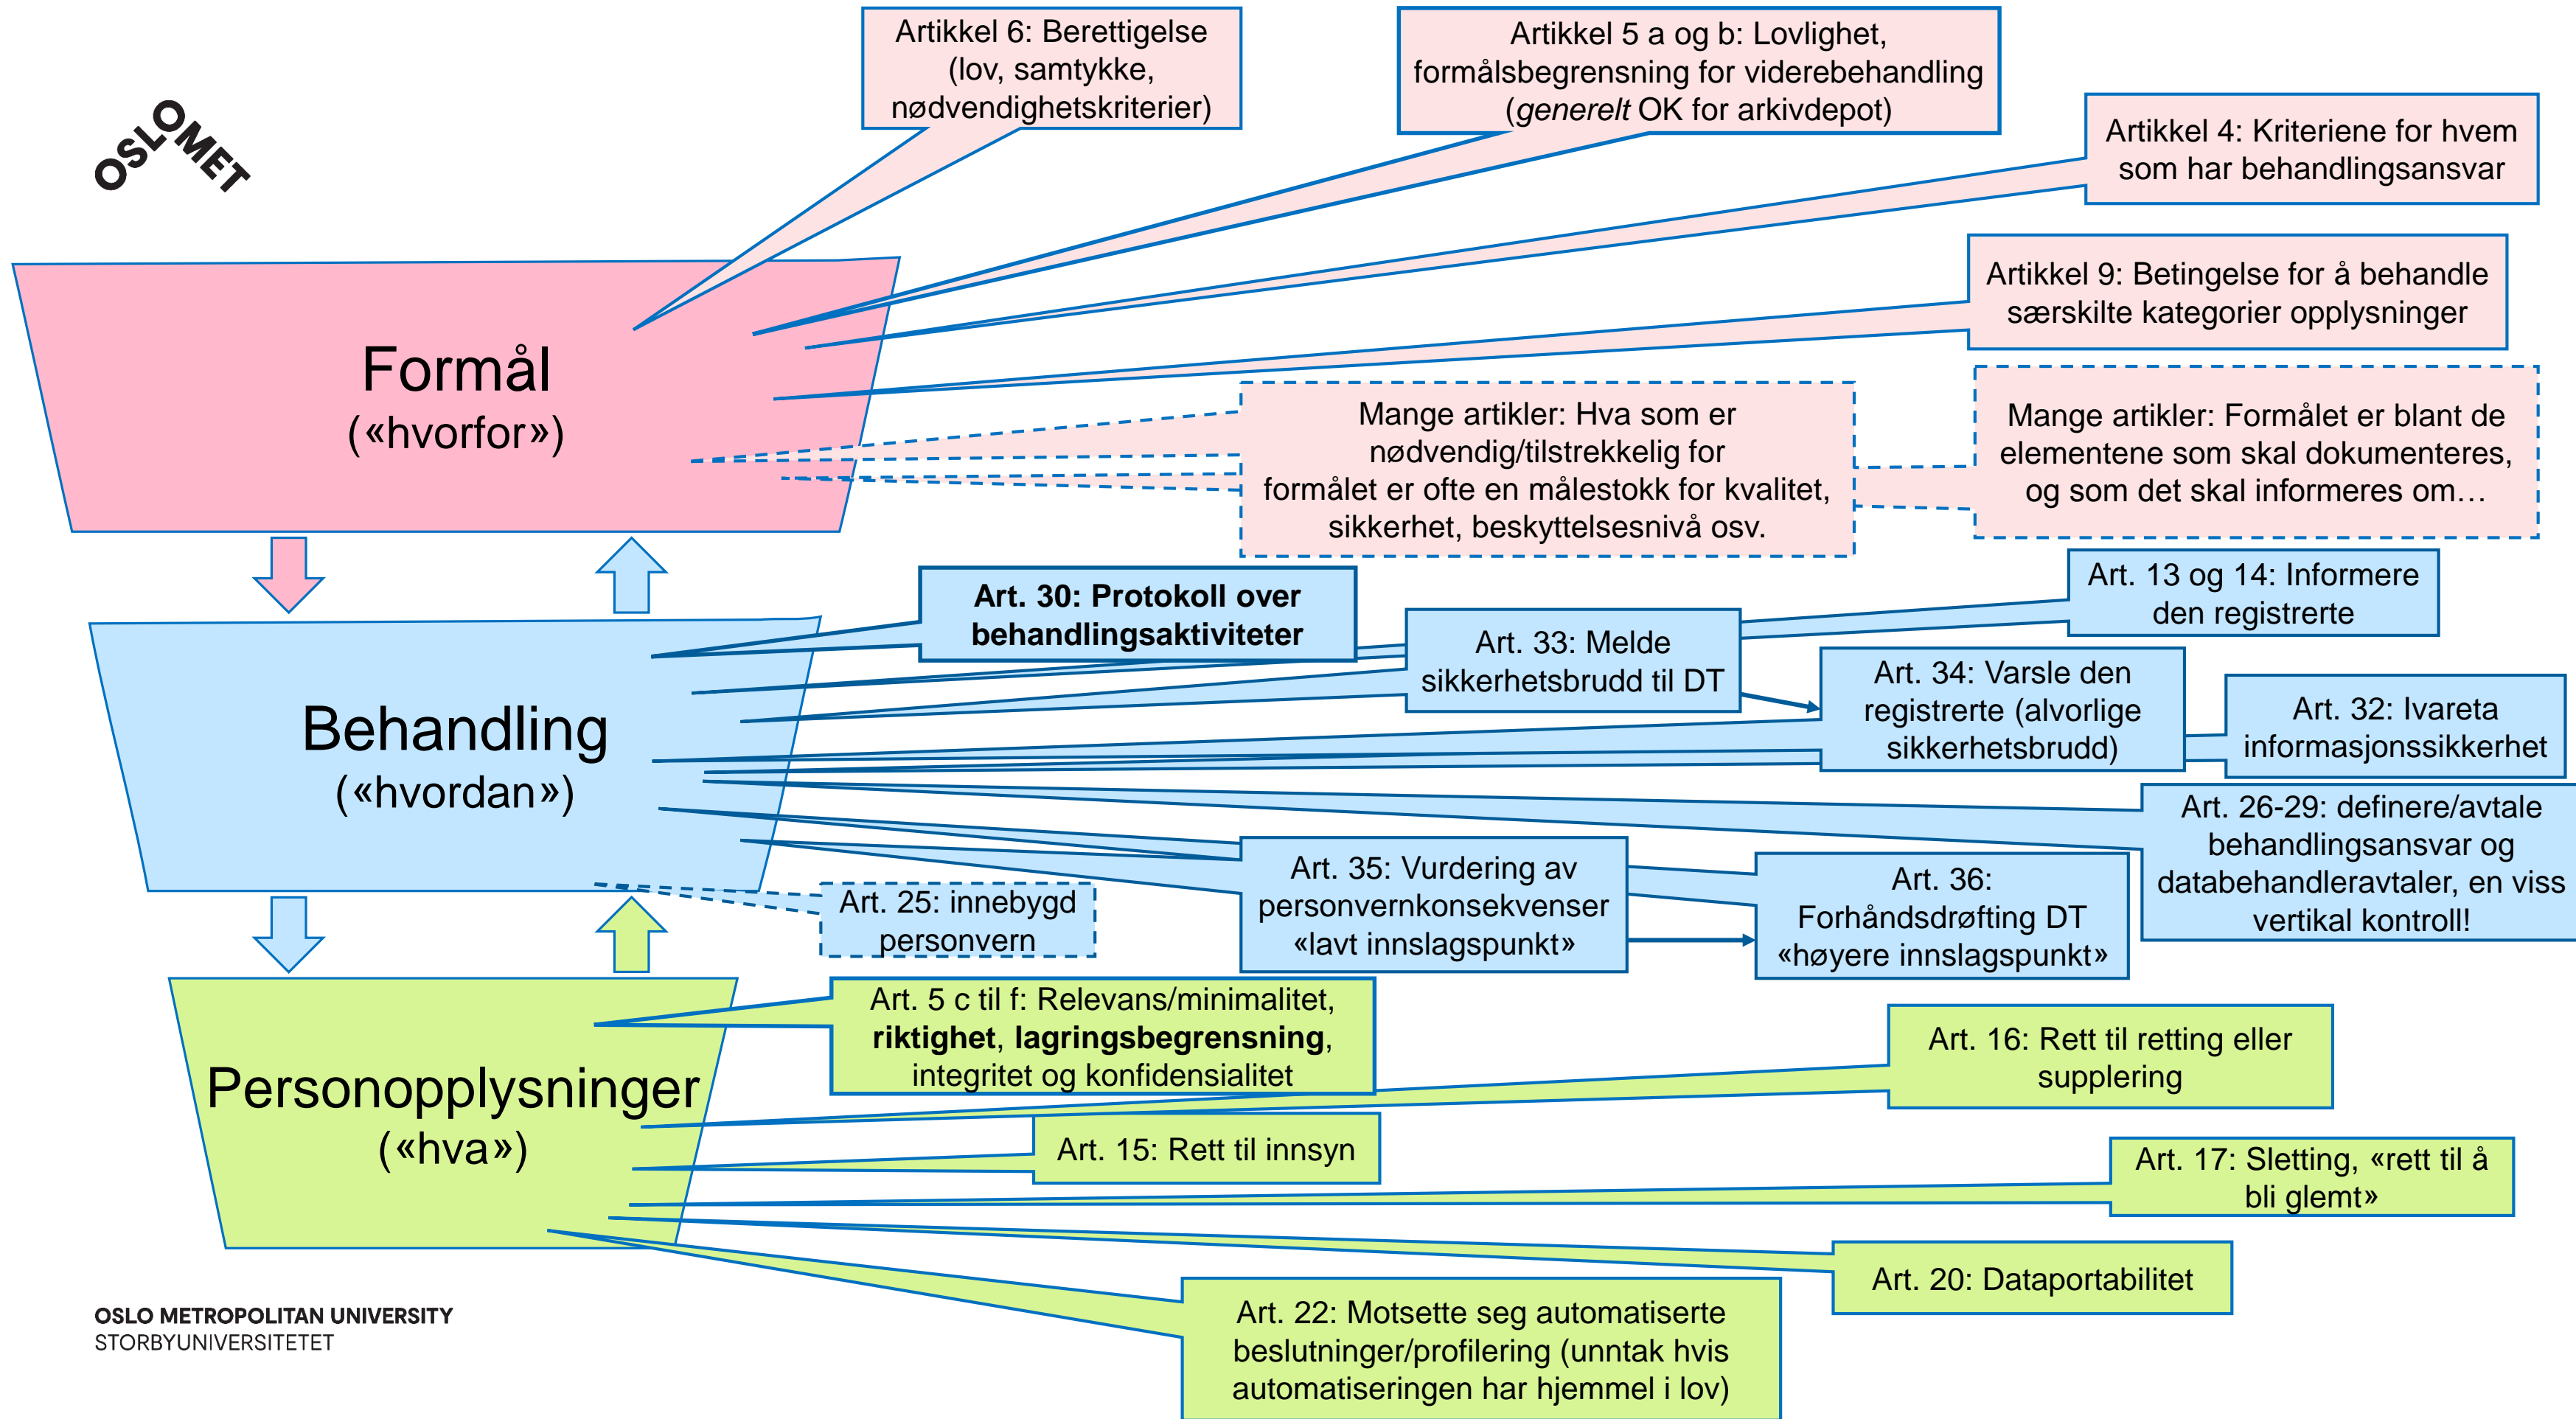 Artikkel 6: Berettigelse
(lov, samtykke,
nødvendighetskriterier)
Artikkel 5 a og b: Lovlighet,
formålsbegrensning for viderebehandling
(generelt OK for arkivdepot)
Artikkel 4: Kriteriene for hvem
som har behandlingsansvar
OSLOMET
Artikkel 9: Betingelse for å behandle
særskilte kategorier opplysninger
Formål
(«hvorfor»)
Mange artikler: Hva som er
nødvendig/tilstrekkelig for
formålet er ofte en målestokk for kvalitet,
sikkerhet, beskyttelsesnivå osv.
Mange artikler: Formålet er blant de
elementene som skal dokumenteres,
og som det skal informeres om…
Art. 30: Protokoll over
behandlingsaktiviteter
Art. 13 og 14: Informere
den registrerte
Art. 33: Melde
sikkerhetsbrudd til DT
Art. 34: Varsle den
registrerte (alvorlige
sikkerhetsbrudd)
Art. 32: Ivareta
informasjonssikkerhet
Behandling
(«hvordan»)
Art. 26-29: definere/avtale
behandlingsansvar og
databehandleravtaler, en viss
vertikal kontroll!
Art. 25: innebygd
personvern
Art. 35: Vurdering av
personvernkonsekvenser
«lavt innslagspunkt»
Art. 36:
Forhåndsdrøfting DT
«høyere innslagspunkt»
Personopplysninger
(«hva»)
Art. 5 c til f: Relevans/minimalitet,
riktighet, lagringsbegrensning,
integritet og konfidensialitet
Art. 16: Rett til retting eller
supplering
Art. 15: Rett til innsyn
Art. 17: Sletting, «rett til å
bli glemt»
Art. 20: Dataportabilitet
Art. 22: Motsette seg automatiserte
beslutninger/profilering (unntak hvis
automatiseringen har hjemmel i lov)
OSLO METROPOLITAN UNIVERSITY
STORBYUNIVERSITETET